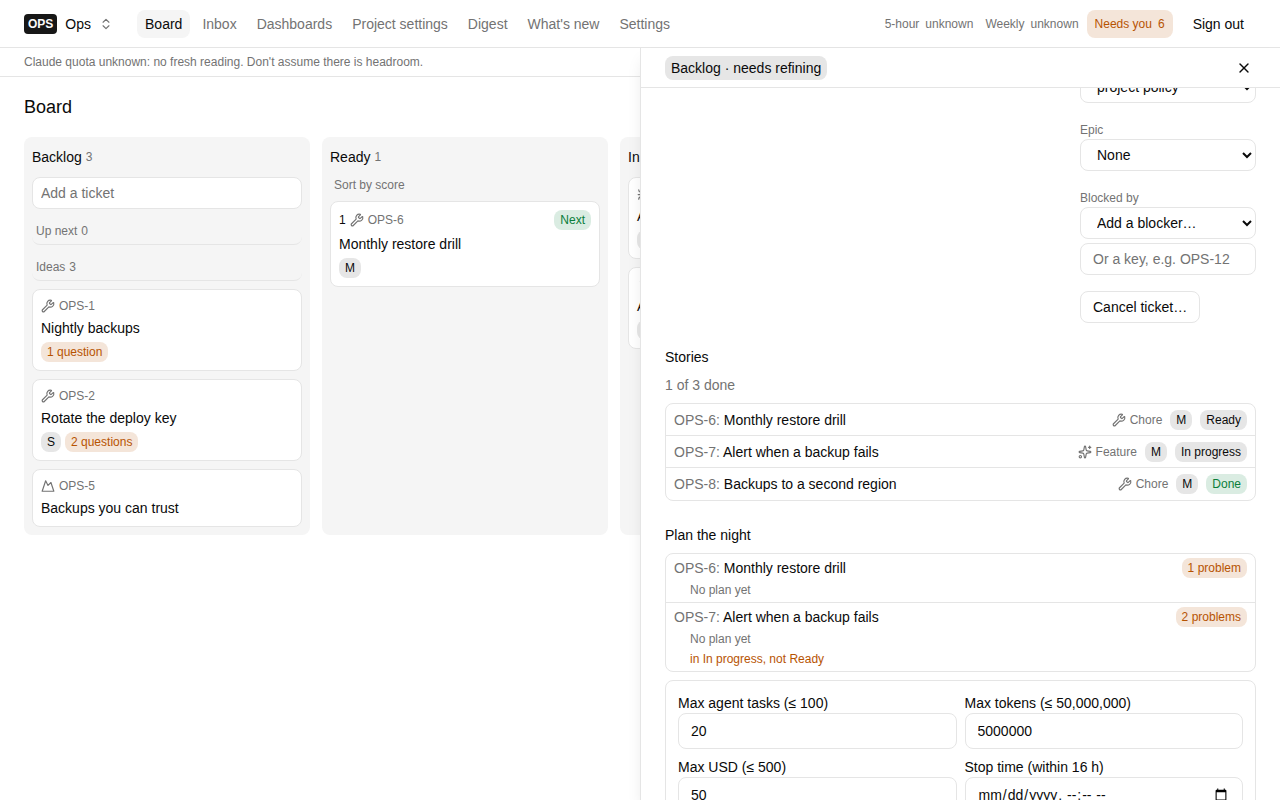 OPS Ops Board Inbox Dashboards Project settings Digest What's new Settings 5-hour unknown Weekly unknown Needs you 6 Sign out
Claude quota unknown: no fresh reading. Don't assume there is headroom.
Board
Backlog 3
Add a ticket
Up next 0
Ideas 3
OPS-1
Nightly backups
1 question
OPS-2
Rotate the deploy key
S 2 questions
OPS-5
Backups you can trust
Ready 1
Sort by score
1 OPS-6 Next
Monthly restore drill
M
In
Backlog · needs refining
project policy
Epic
None
Blocked by
Add a blocker…
Or a key, e.g. OPS-12
Cancel ticket…
Stories
1 of 3 done
OPS-6: Monthly restore drill Chore M Ready
OPS-7: Alert when a backup fails Feature M In progress
OPS-8: Backups to a second region Chore M Done
Plan the night
OPS-6: Monthly restore drill 1 problem
No plan yet
OPS-7: Alert when a backup fails 2 problems
No plan yet
in In progress, not Ready
Max agent tasks (≤ 100) Max tokens (≤ 50,000,000)
20 5000000
Max USD (≤ 500) Stop time (within 16 h)
50 mm/dd/yyyy, --:-- --